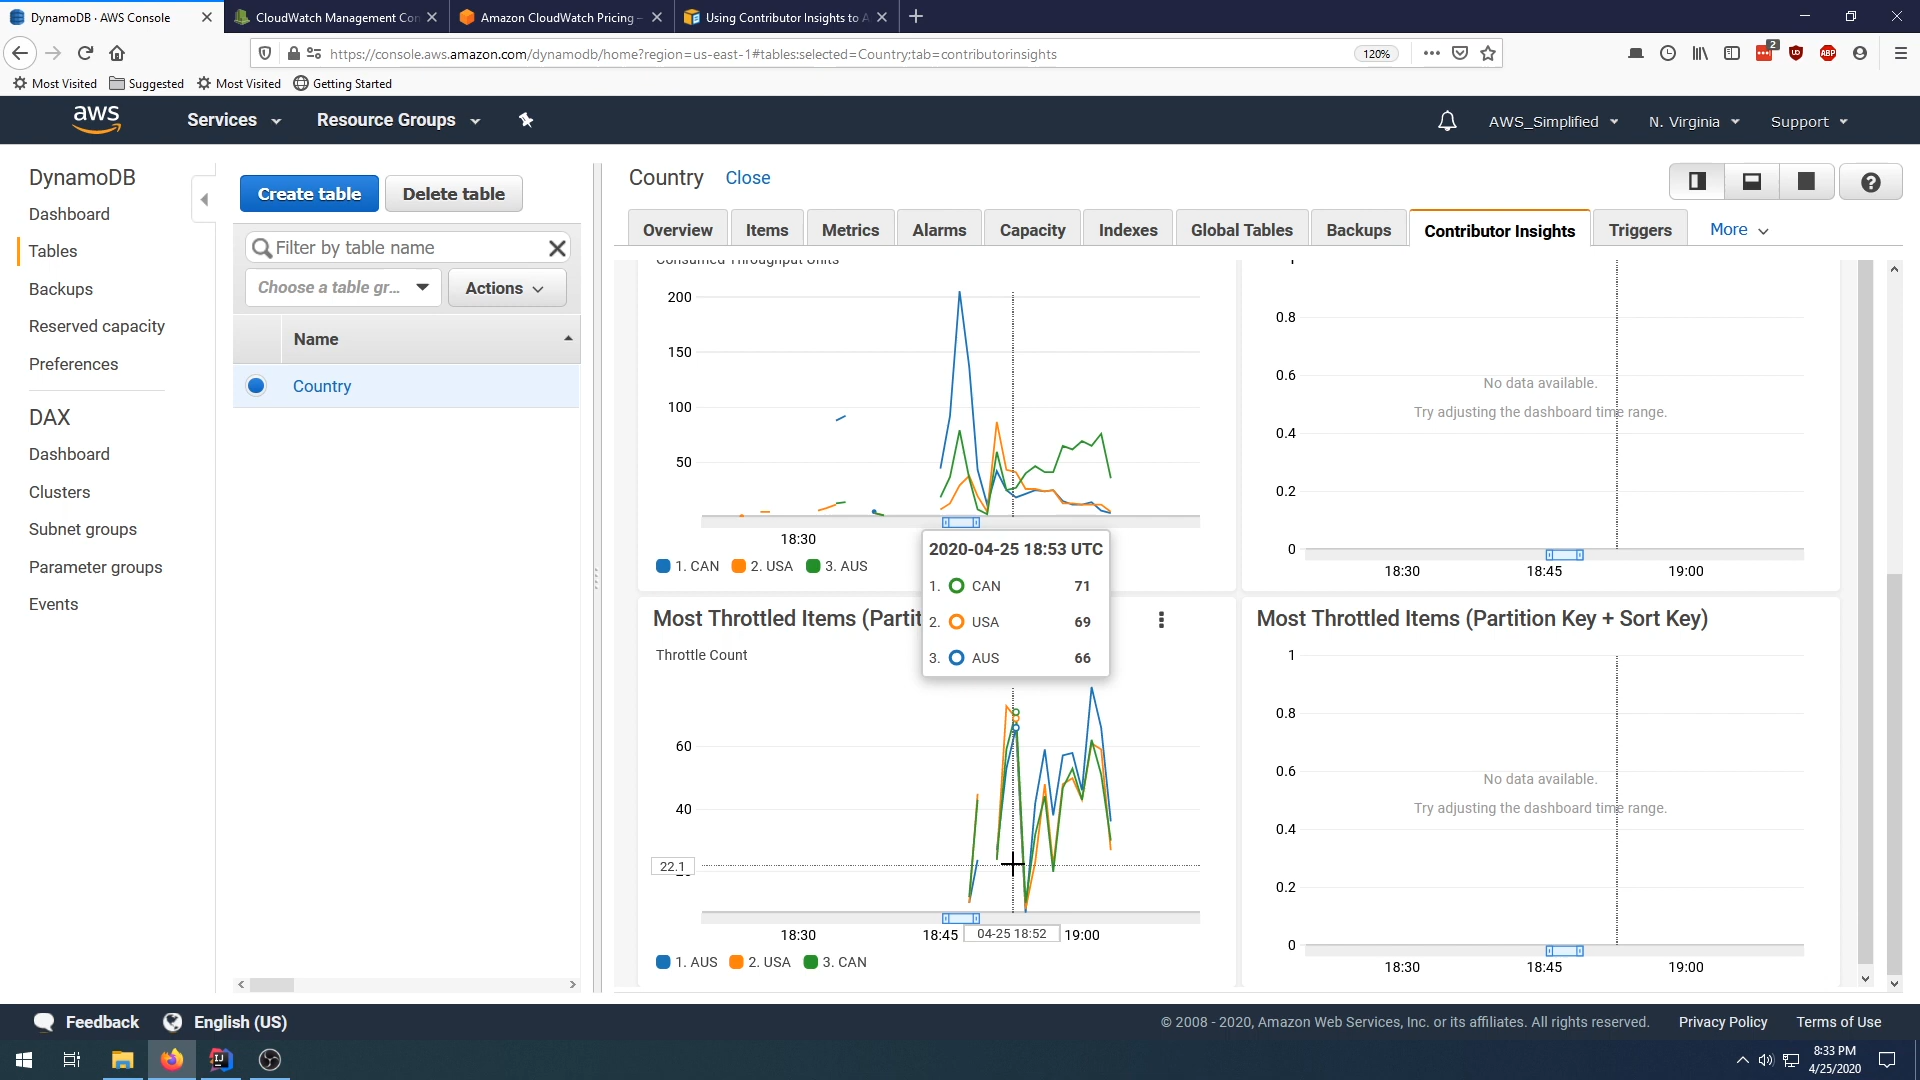 DynamoDB · AWS Console
CloudWatch Management Con
Amazon CloudWatch Pricing –
Using Contributor Insights to A
https://console.aws.amazon.com/dynamodb/home?region=us-east-1#tables:selected=Country;tab=contributorinsights
120%
2
Most Visited
Suggested
Most Visited
Getting Started
aws
Services
Resource Groups
AWS_Simplified
N. Virginia
Support
DynamoDB
Dashboard
Tables
Backups
Reserved capacity
Preferences
DAX
Dashboard
Clusters
Subnet groups
Parameter groups
Events
Create table
Delete table
Filter by table name
Choose a table gr...
Actions
Name
Country
Country
Close
Overview
Items
Metrics
Alarms
Capacity
Indexes
Global Tables
Backups
Contributor Insights
Triggers
More
Consumed Throughput Units
200
150
100
50
18:30
1. CAN
2. USA
3. AUS
1
0.8
0.6
0.4
0.2
0
No data available.
Try adjusting the dashboard time range.
18:30
18:45
19:00
2020-04-25 18:53 UTC
1. CAN 71
2. USA 69
3. AUS 66
Most Throttled Items (Partit
Throttle Count
60
40
22.1
18:30
18:45
04-25 18:52
19:00
1. AUS
2. USA
3. CAN
Most Throttled Items (Partition Key + Sort Key)
1
0.8
0.6
0.4
0.2
0
No data available.
Try adjusting the dashboard time range.
18:30
18:45
19:00
Feedback
English (US)
© 2008 - 2020, Amazon Web Services, Inc. or its affiliates. All rights reserved.
Privacy Policy
Terms of Use
8:33 PM
4/25/2020